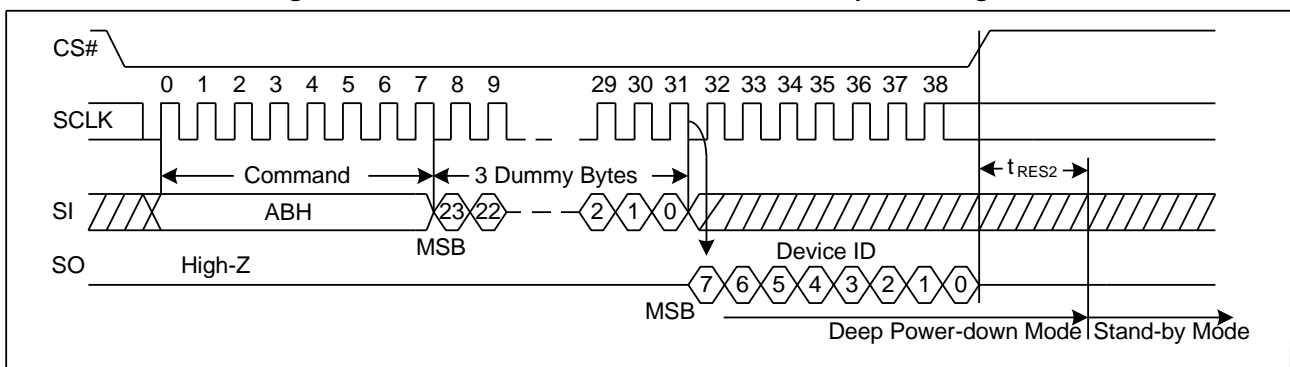 CS#
0 1 2 3 4 5 6 7 8 9 29 30 31 32 33 34 35 36 37 38
SCLK
Command 3 Dummy Bytes tRES2
SI ABH 23 22 2 1 0
MSB Device ID
SO High-Z
7 6 5 4 3 2 1 0
MSB
Deep Power-down Mode Stand-by Mode